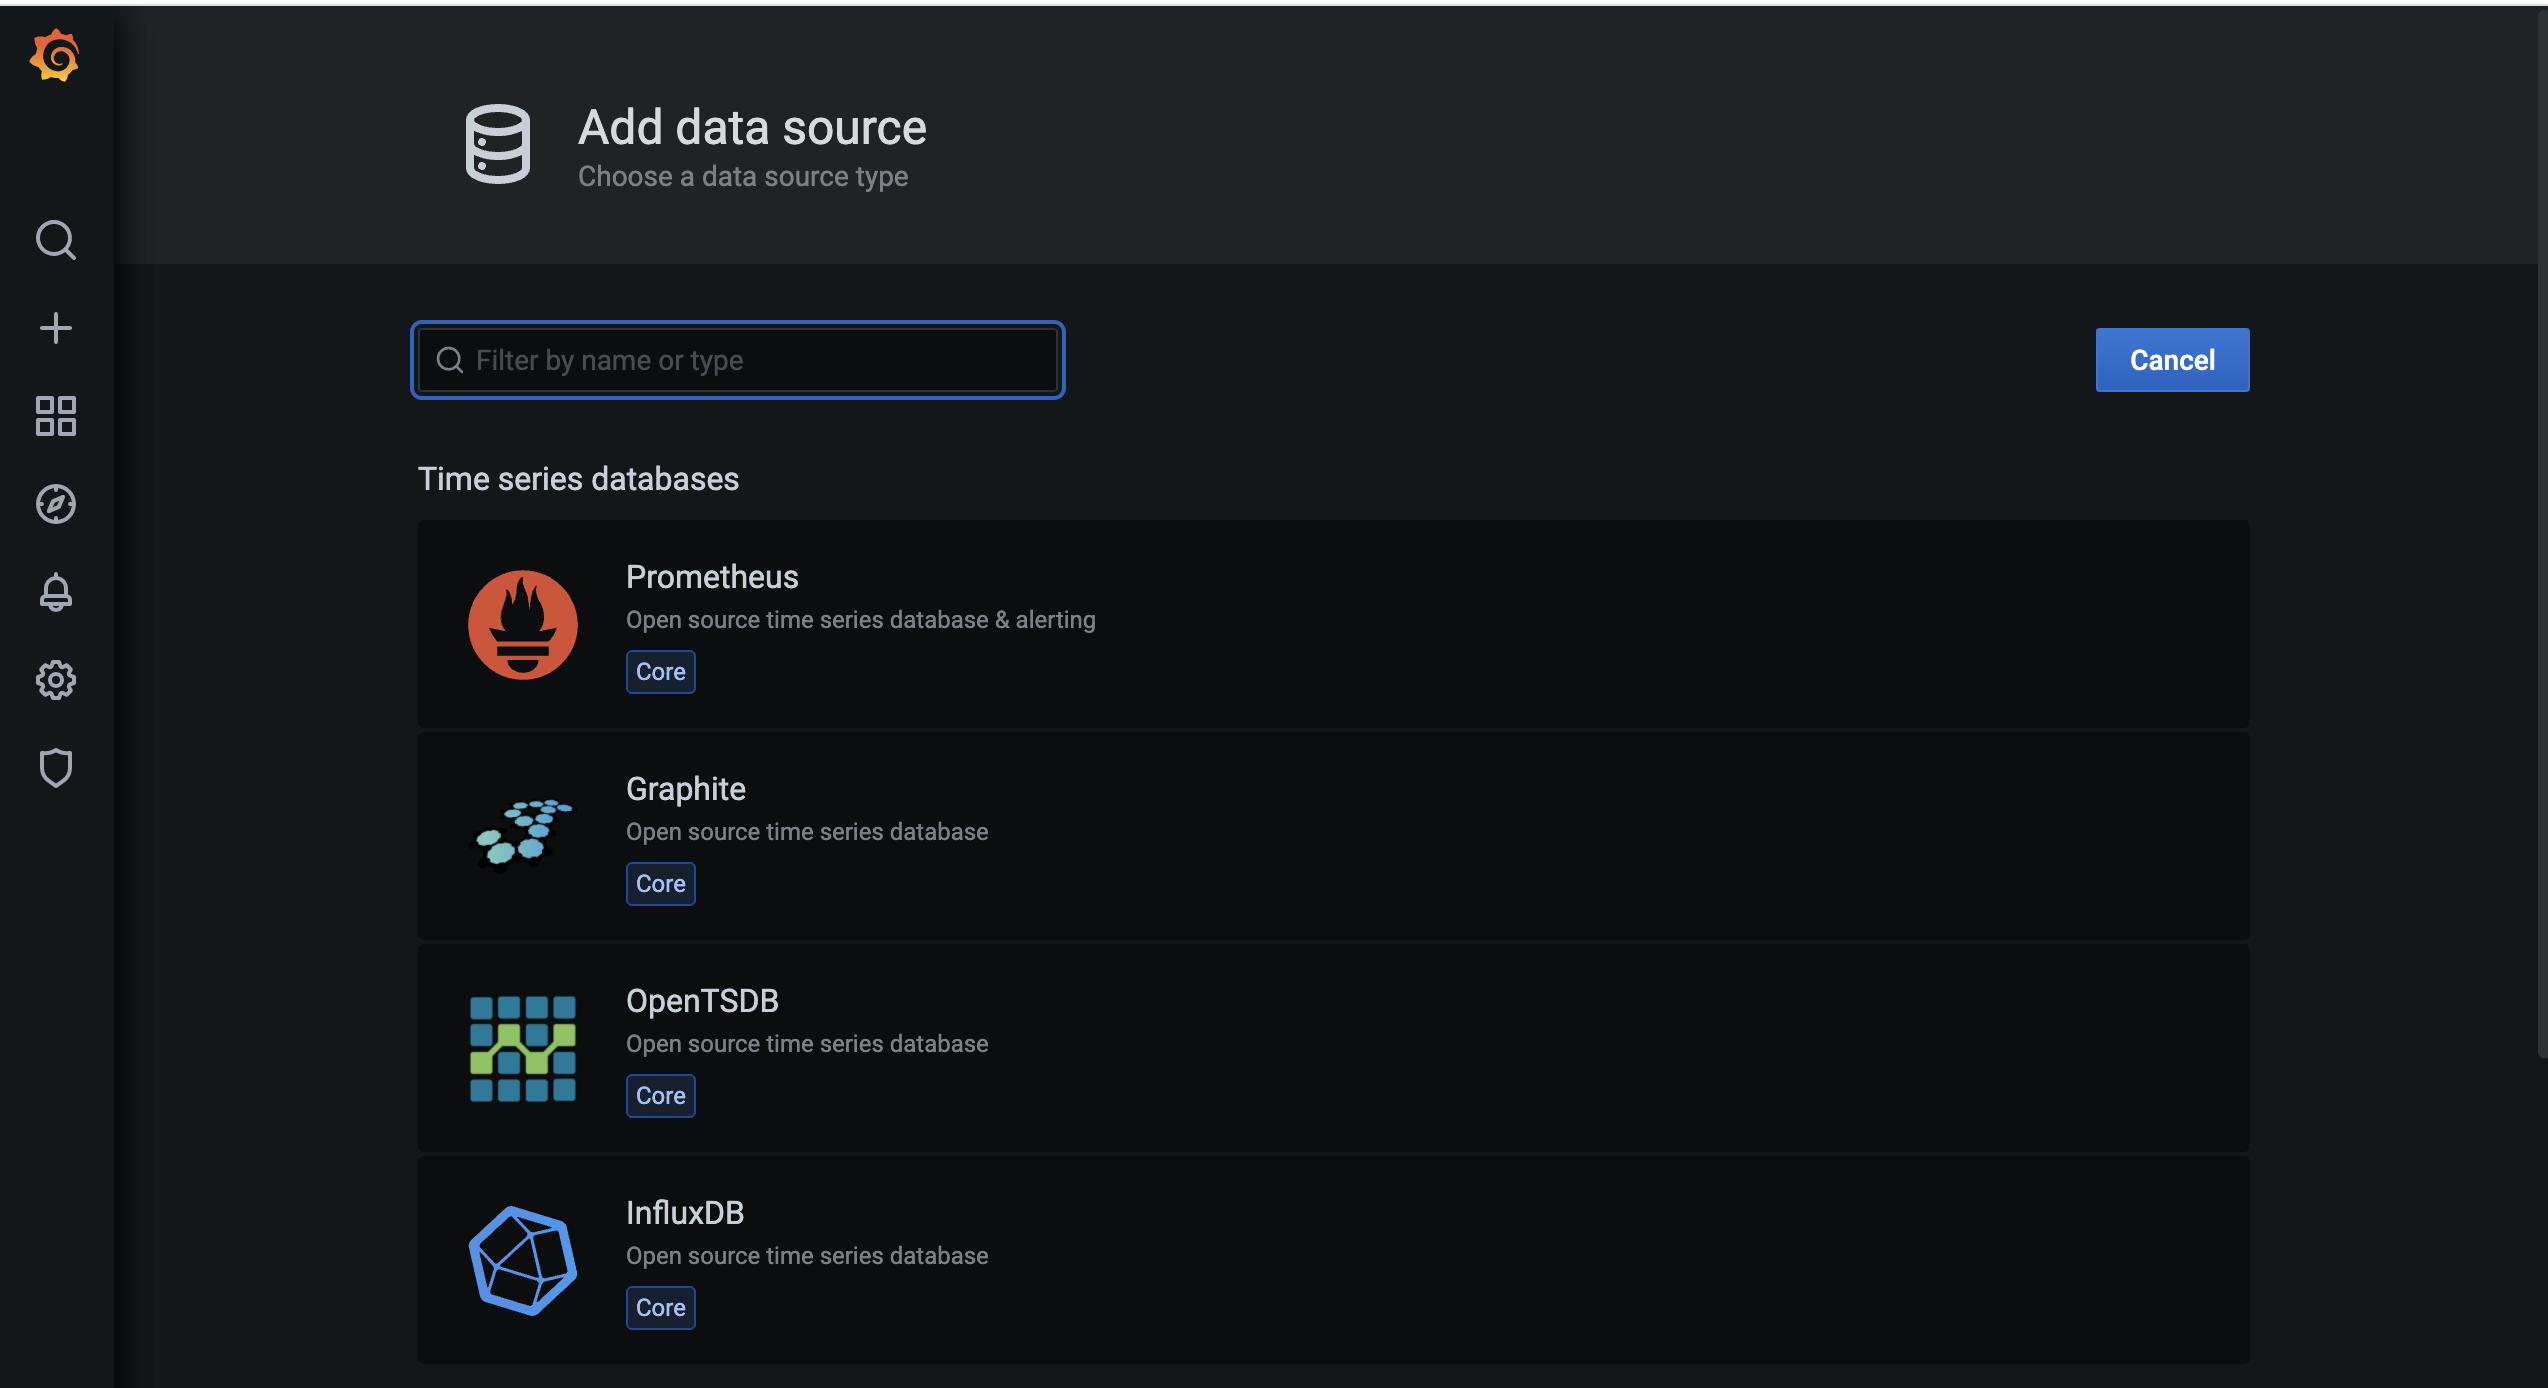 Add data source
Choose a data source type
Filter by name or type
Cancel
Time series databases
Prometheus
Open source time series database & alerting
Core
Graphite
Open source time series database
Core
OpenTSDB
Open source time series database
Core
InfluxDB
Open source time series database
Core